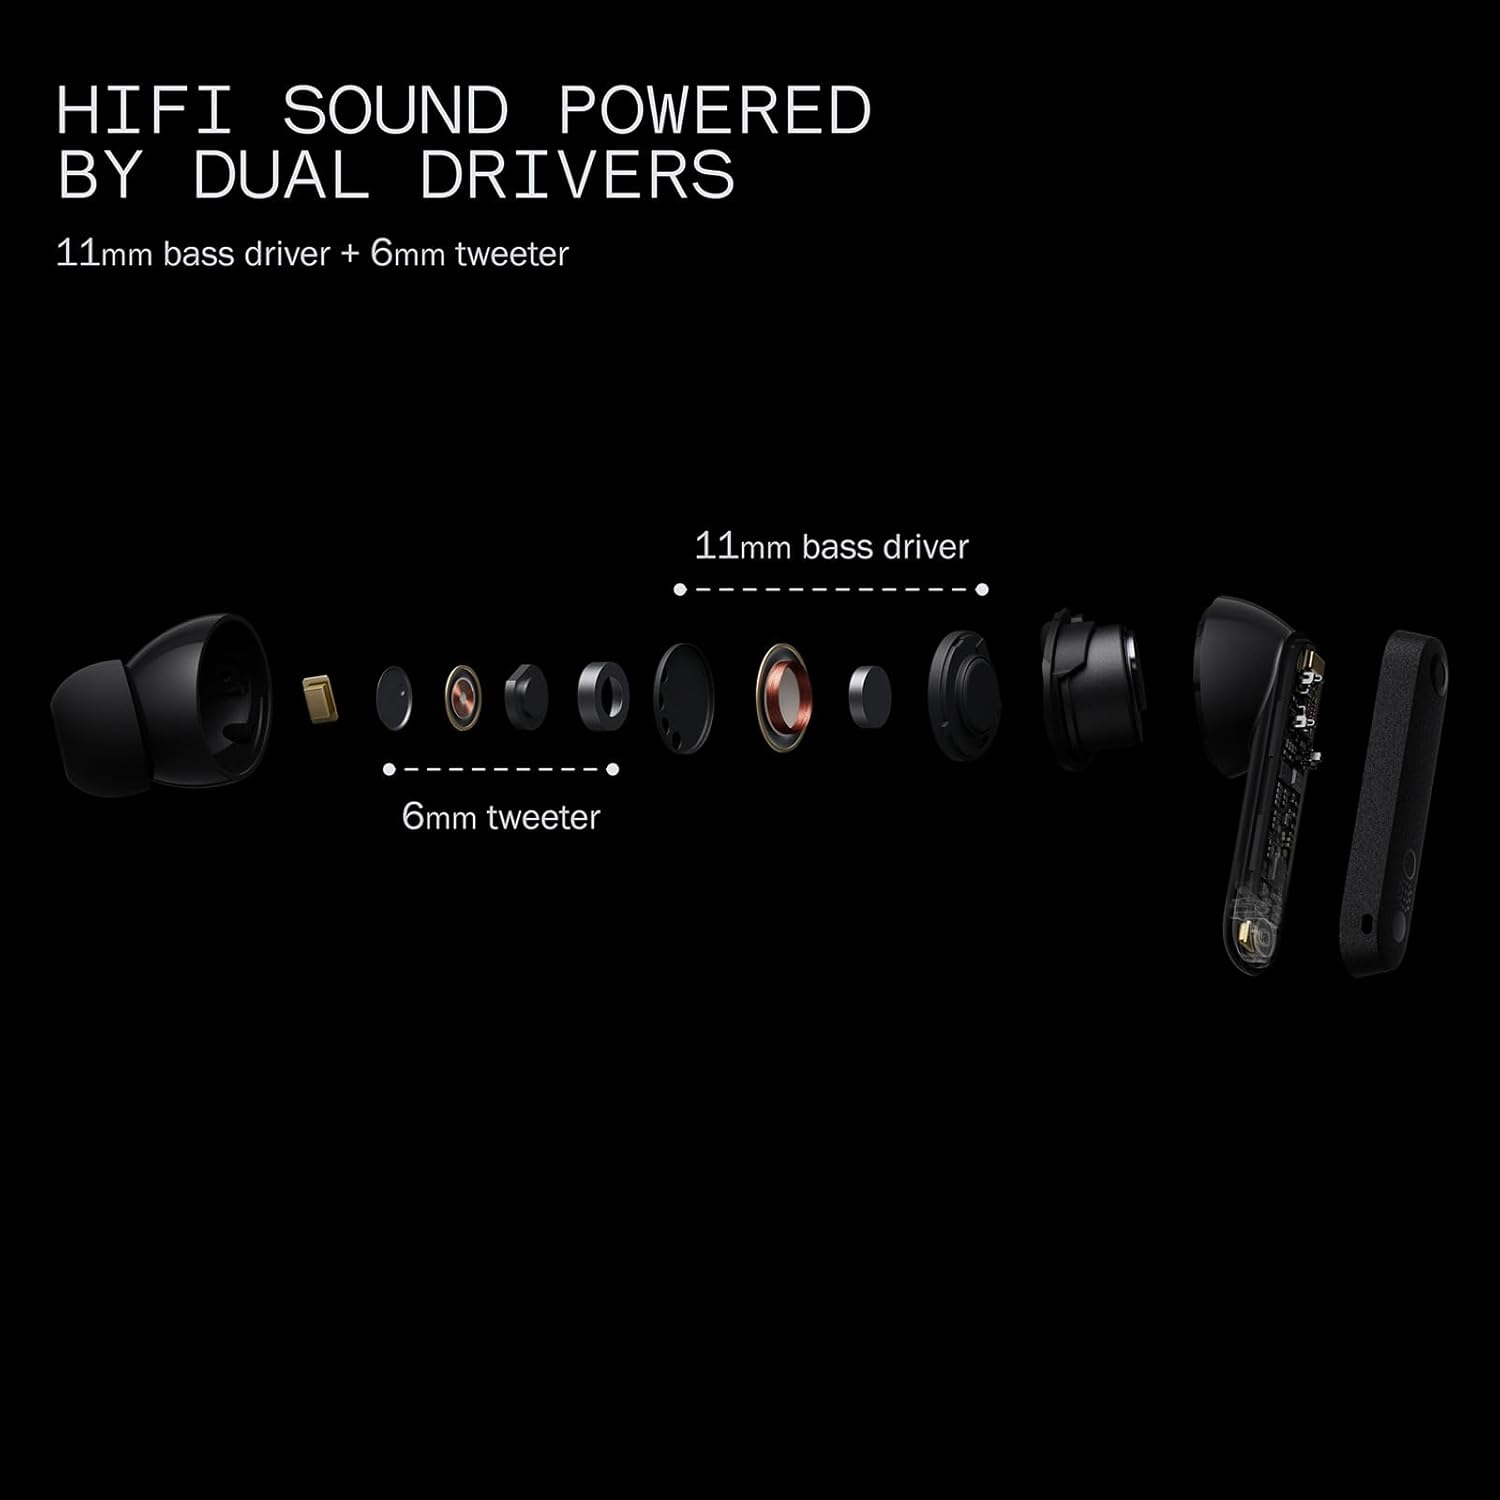 HIFI SOUND POWERED
BY DUAL DRIVERS
11mm bass driver + 6mm tweeter
11mm bass driver
6mm tweeter